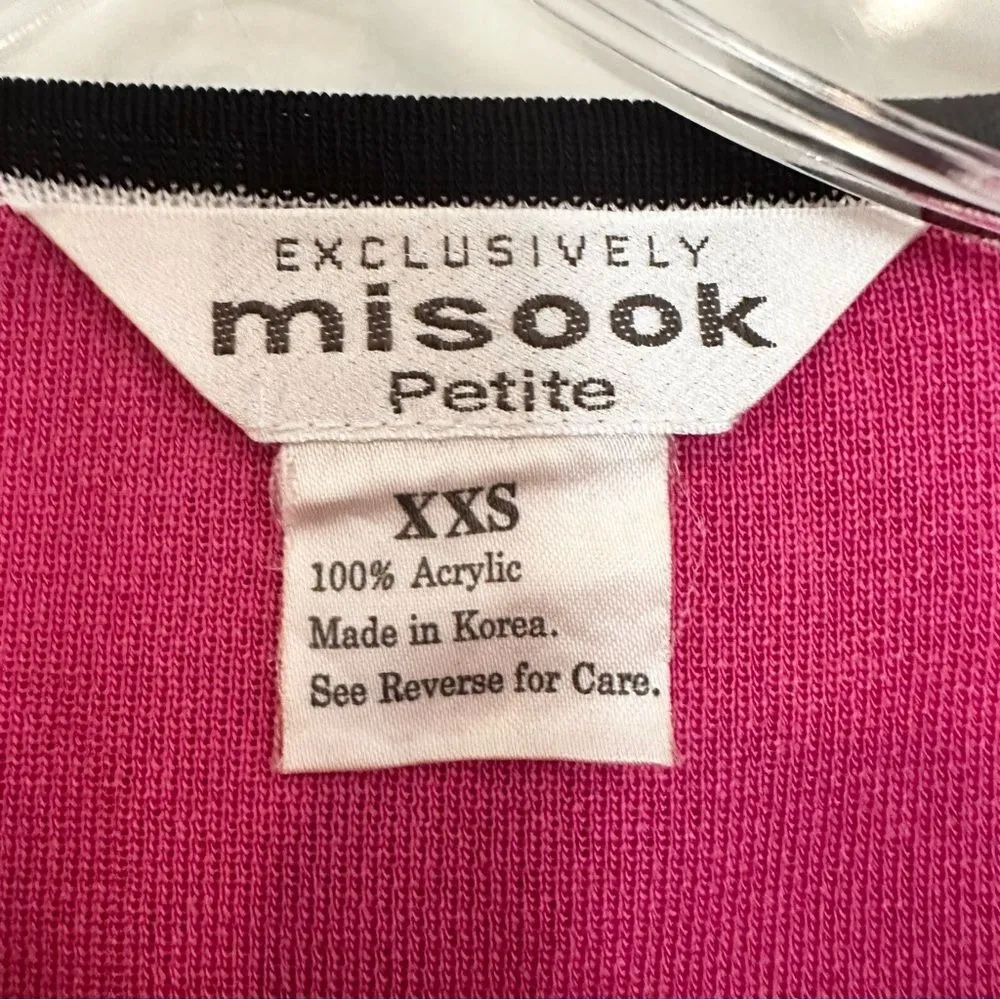 EXCLUSIVELY
misook
Petite
XXS
100% Acrylic
Made in Korea.
See Reverse for Care.